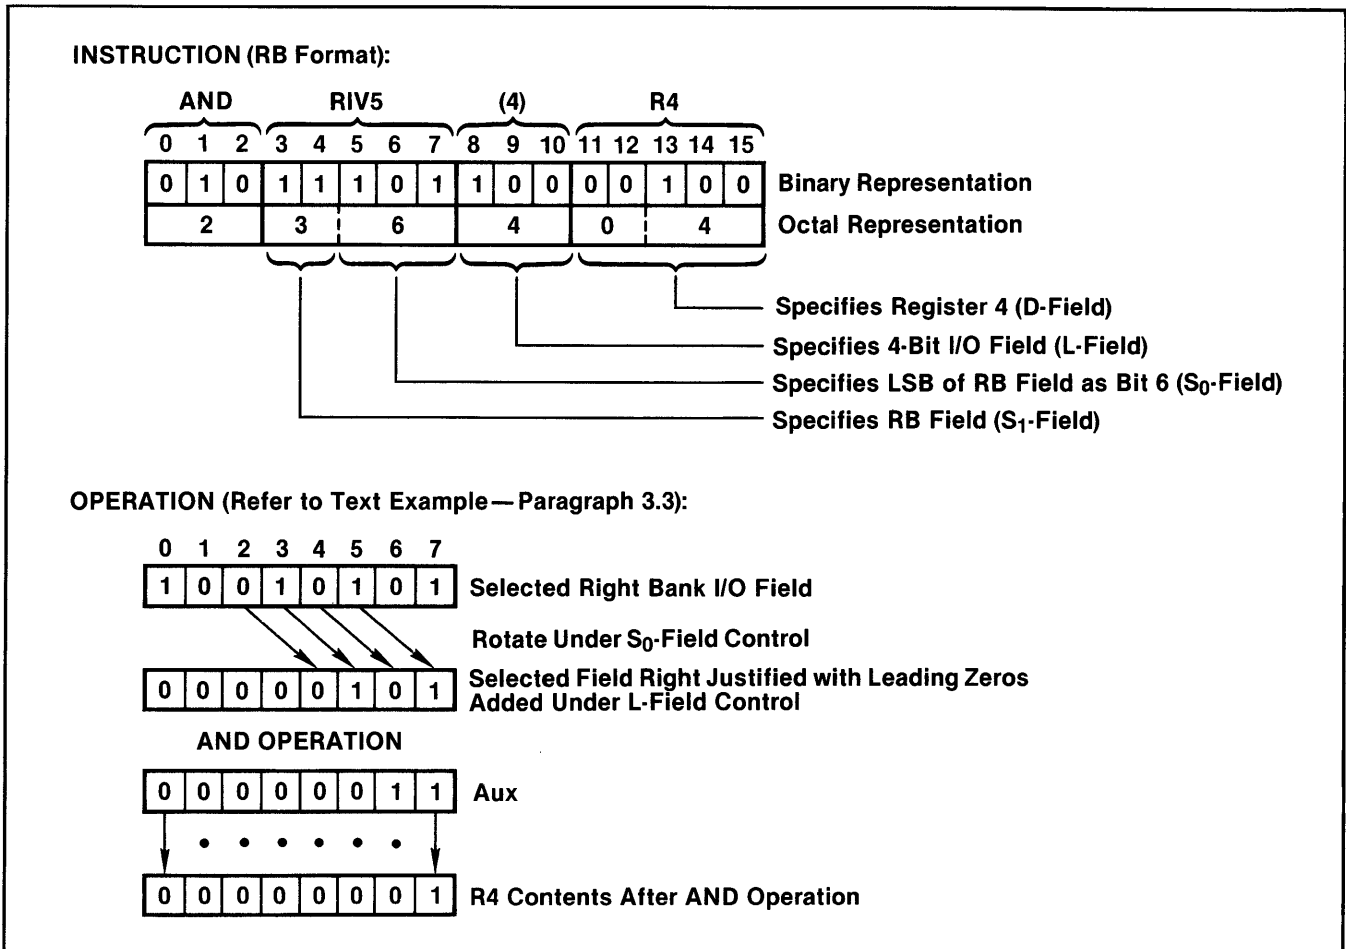 INSTRUCTION (RB Format):
AND RIV5 (4) R4
0 1 2 3 4 5 6 7 8 9 10 11 12 13 14 15
0 1 0 1 1 1 0 1 1 0 0 0 0 1 0 0 Binary Representation
2 3 6 4 0 4 Octal Representation
Specifies Register 4 (D-Field)
Specifies 4-Bit I/O Field (L-Field)
Specifies LSB of RB Field as Bit 6 (S0-Field)
Specifies RB Field (S1-Field)
OPERATION (Refer to Text Example—Paragraph 3.3):
0 1 2 3 4 5 6 7
1 0 0 1 0 1 0 1 Selected Right Bank I/O Field
Rotate Under S0-Field Control
0 0 0 0 0 1 0 1 Selected Field Right Justified with Leading Zeros
Added Under L-Field Control
AND OPERATION
0 0 0 0 0 0 1 1 Aux
0 0 0 0 0 0 0 1 R4 Contents After AND Operation